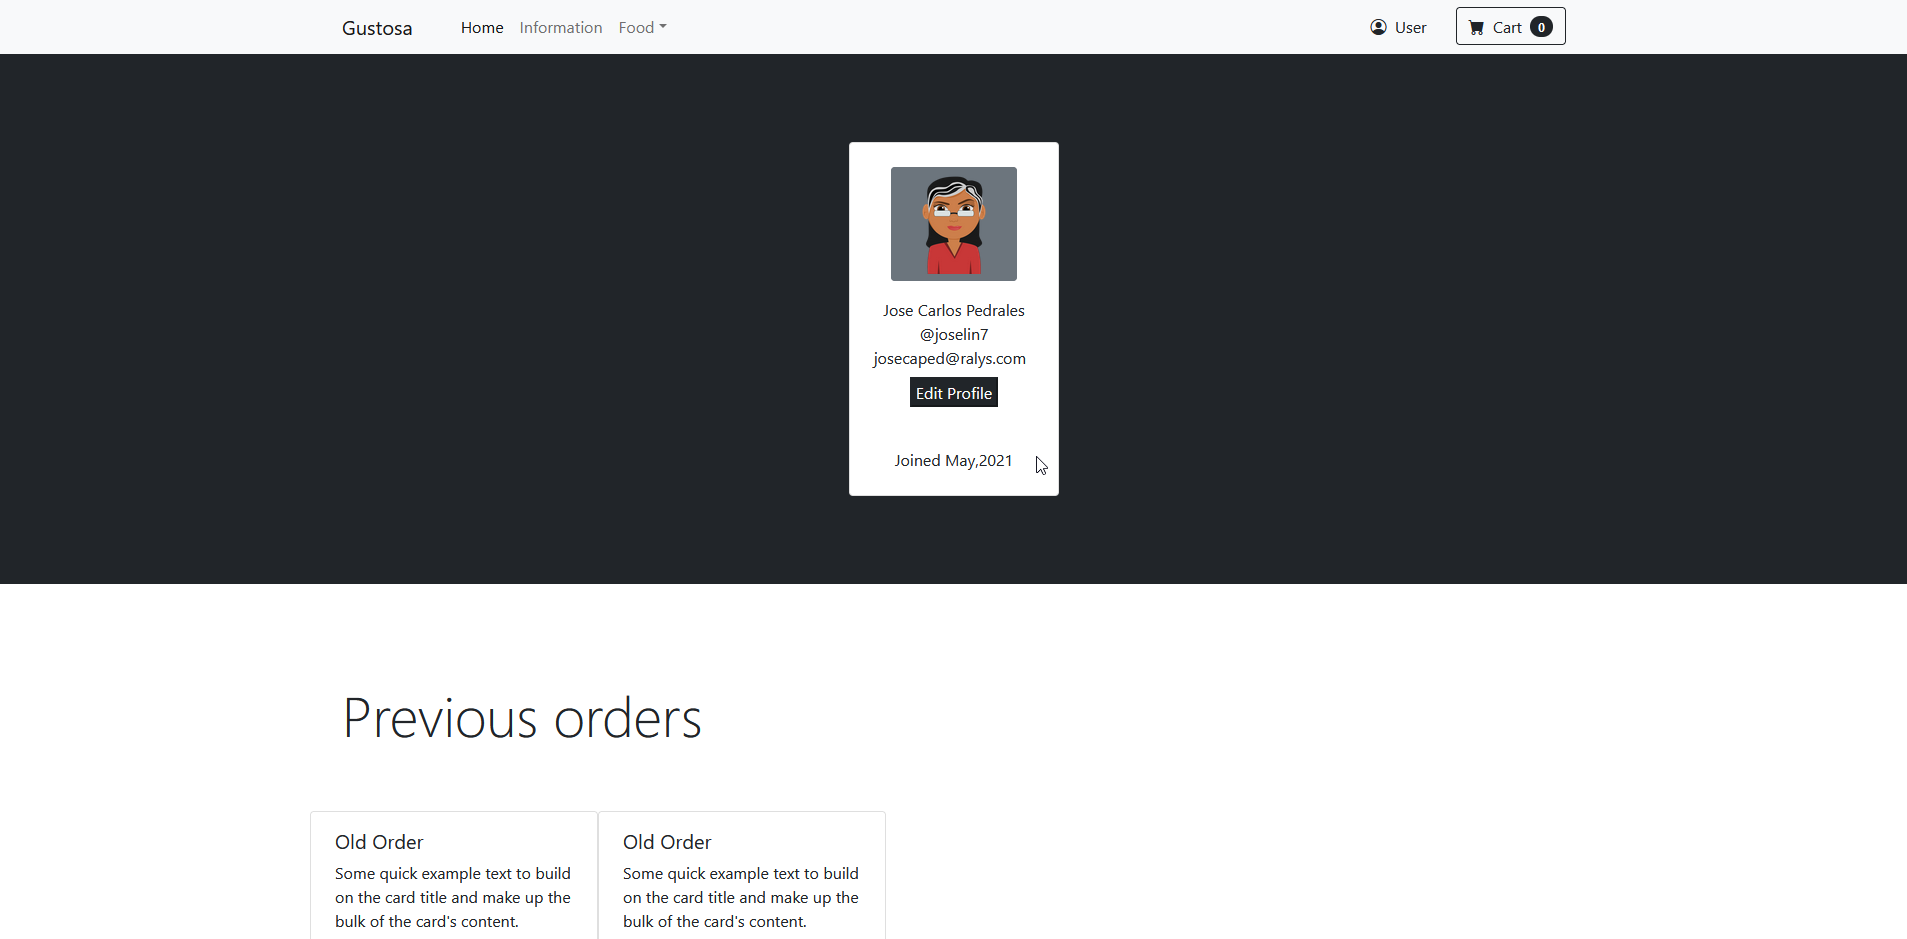 Gustosa Home Information Food User Cart 0
Jose Carlos Pedrales
@joselin7
josecaped@ralys.com
Edit Profile
Joined May,2021
Previous orders
Old Order
Some quick example text to build
on the card title and make up the
bulk of the card's content.
Old Order
Some quick example text to build
on the card title and make up the
bulk of the card's content.